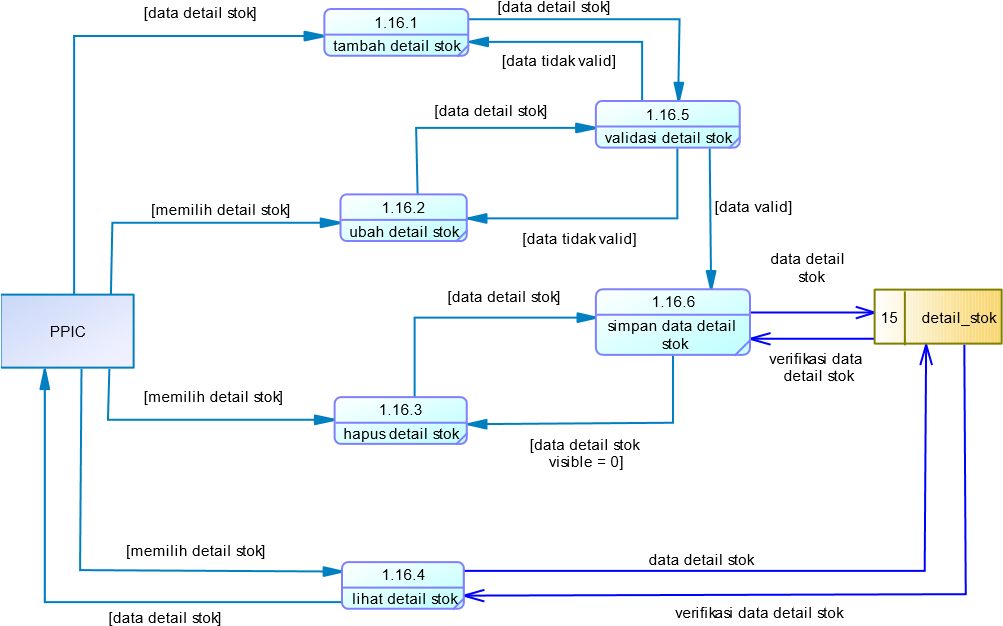 [data detail stok]
[data detail stok]
1.16.1
tambah detail stok
[data tidak valid]
[data detail stok]
1.16.5
validasi detail stok
[memilih detail stok]
1.16.2
ubah detail stok
[data valid]
[data tidak valid]
data detail
stok
[data detail stok]
1.16.6
simpan data detail
stok
15
detail_stok
PPIC
verifikasi data
detail stok
[memilih detail stok]
1.16.3
hapus detail stok
[data detail stok
visible = 0]
[memilih detail stok]
1.16.4
lihat detail stok
data detail stok
[data detail stok]
verifikasi data detail stok